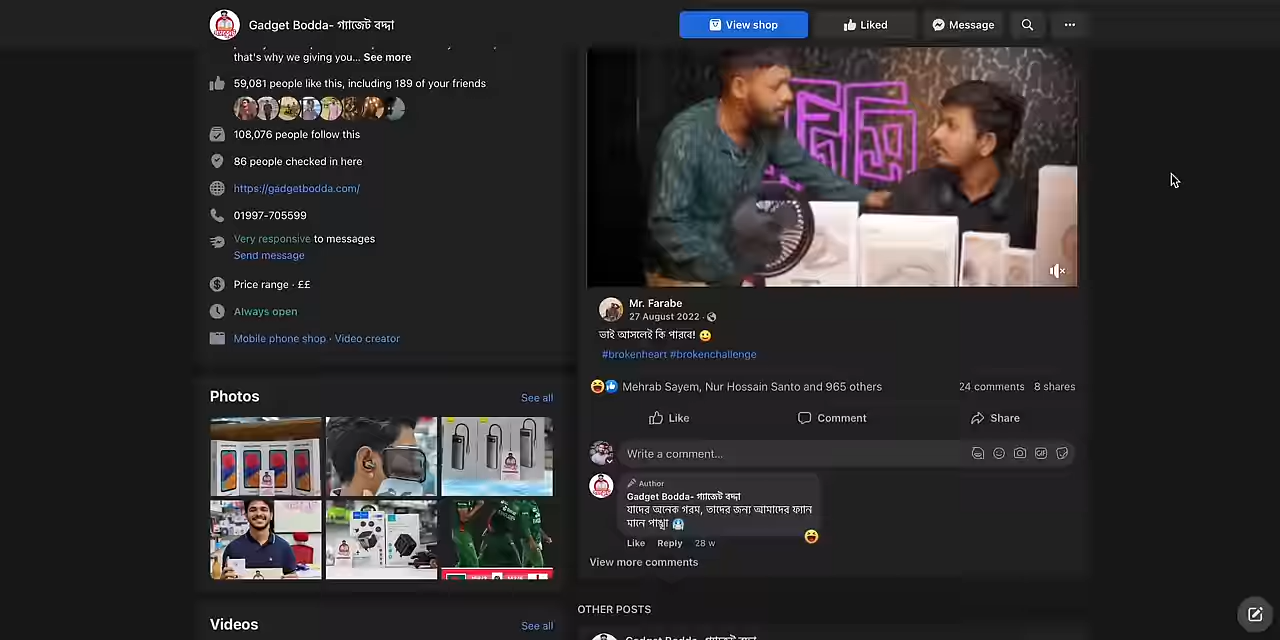 Gadget Bodda- গ্যাজেট বদ্দা
View shop
Liked
Message
that's why we giving you... See more
59,081 people like this, including 189 of your friends
108,076 people follow this
86 people checked in here
https://gadgetbodda.com/
01997-705599
Very responsive to messages
Send message
Price range · ££
Always open
Mobile phone shop · Video creator
Photos
See all
Videos
See all
Mr. Farabe
27 August 2022 ·
ভাই আসলেই কি পারবে! 😀
#brokenheart #brokenchallenge
Mehrab Sayem, Nur Hossain Santo and 965 others
24 comments 8 shares
Like
Comment
Share
Write a comment...
GIF
Author
Gadget Bodda- গ্যাজেট বদ্দা
যাদের অনেক গরম, তাদের জন্য আমাদের ফ্যান
মানে পাঙ্খা 🥶
Like Reply 28 w
View more comments
OTHER POSTS
Gadget Bodda- গ্যাজেট বদ্দা